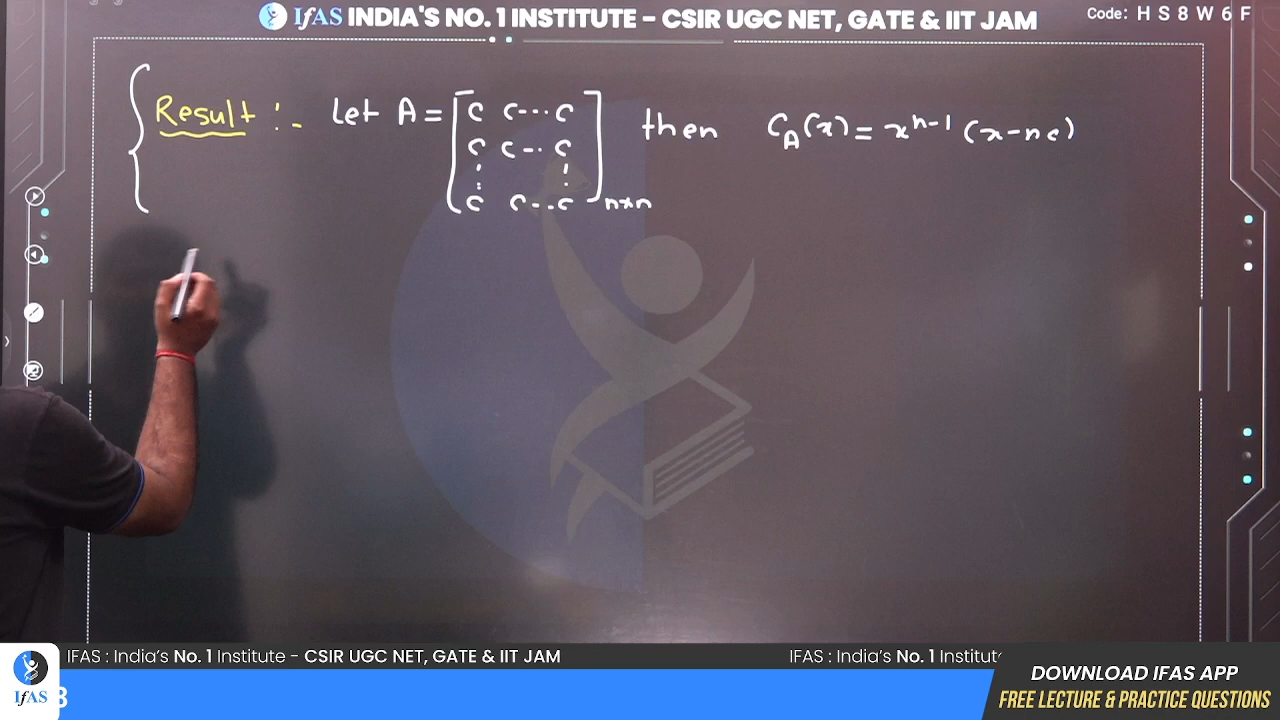 IfAS INDIA'S NO. 1 INSTITUTE - CSIR UGC NET, GATE & IIT JAM
Code: H S 8 W 6 F
Result :- Let A = [c c...c
c c-..c
⋮ ⋮
c c...c]n×n then C_A(x) = x^{n-1} (x-nc)
IFAS : India's No. 1 Institute - CSIR UGC NET, GATE & IIT JAM
IFAS : India's No. 1 Institute
DOWNLOAD IFAS APP
FREE LECTURE & PRACTICE QUESTIONS
IfAS